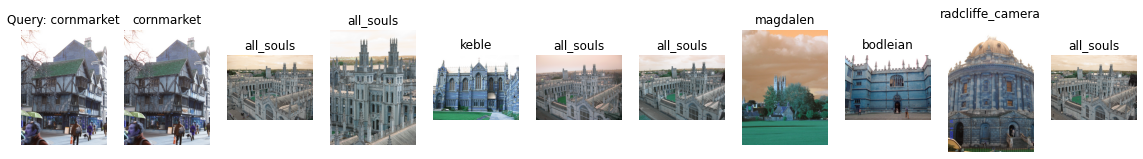 Query: cornmarket
cornmarket
all_souls
all_souls
keble
all_souls
all_souls
magdalen
bodleian
radcliffe_camera
all_souls